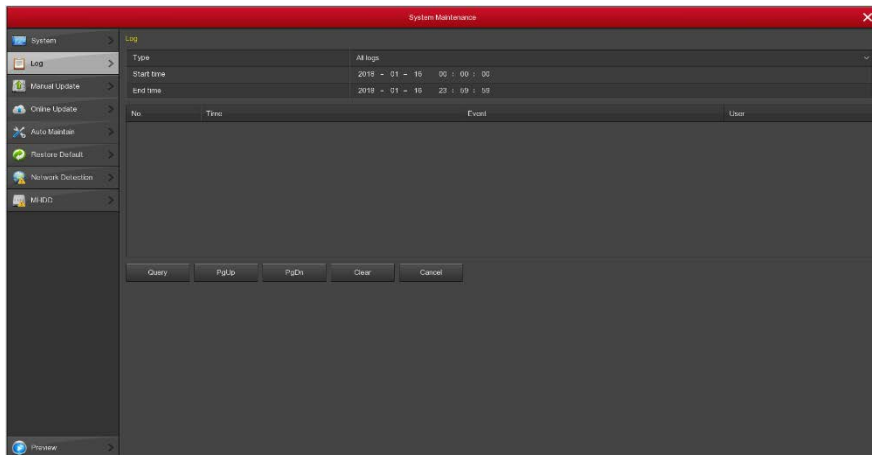 System Maintenance
System
Log
Manual Update
Online Update
Auto Maintain
Restore Default
Network Detection
MHDD
Preview
Log
Type All logs
Start time 2018 - 01 - 16 00 : 00 : 00
End time 2018 - 01 - 16 23 : 59 : 59
No. Time Event User
Query PgUp PgDn Clear Cancel